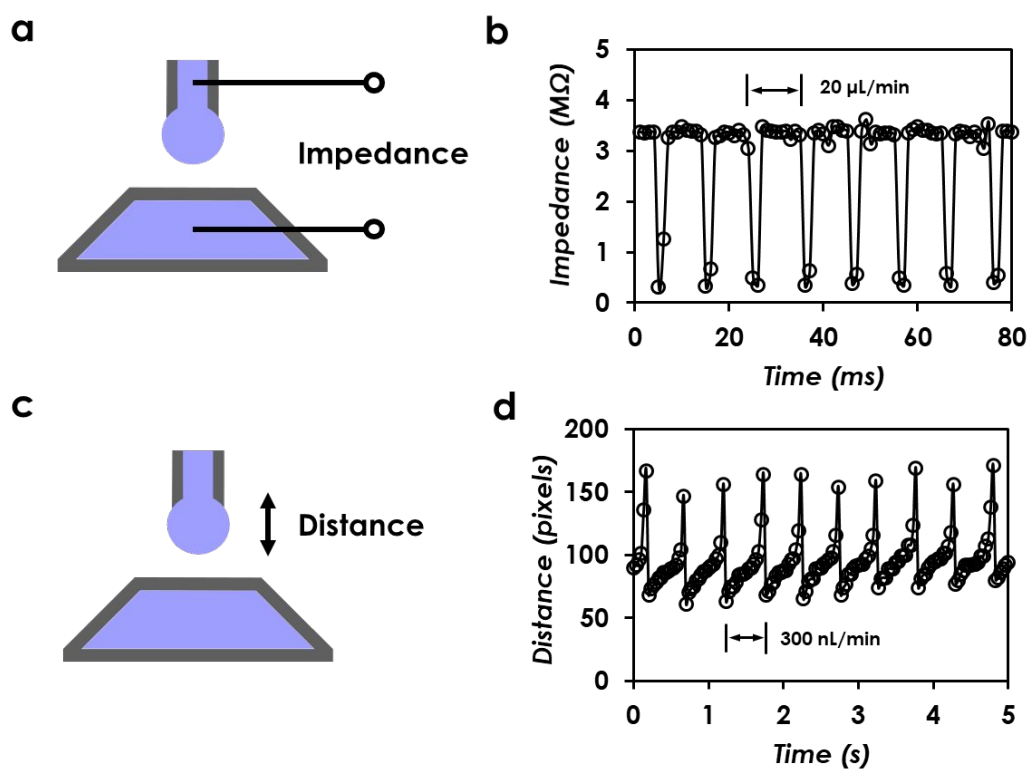 a
Impedance
b
Impedance (MΩ)
5
4
3
2
1
0
20 µL/min
0 20 40 60 80
Time (ms)
c
Distance
d
Distance (pixels)
200
150
100
50
0
300 nL/min
0 1 2 3 4 5
Time (s)